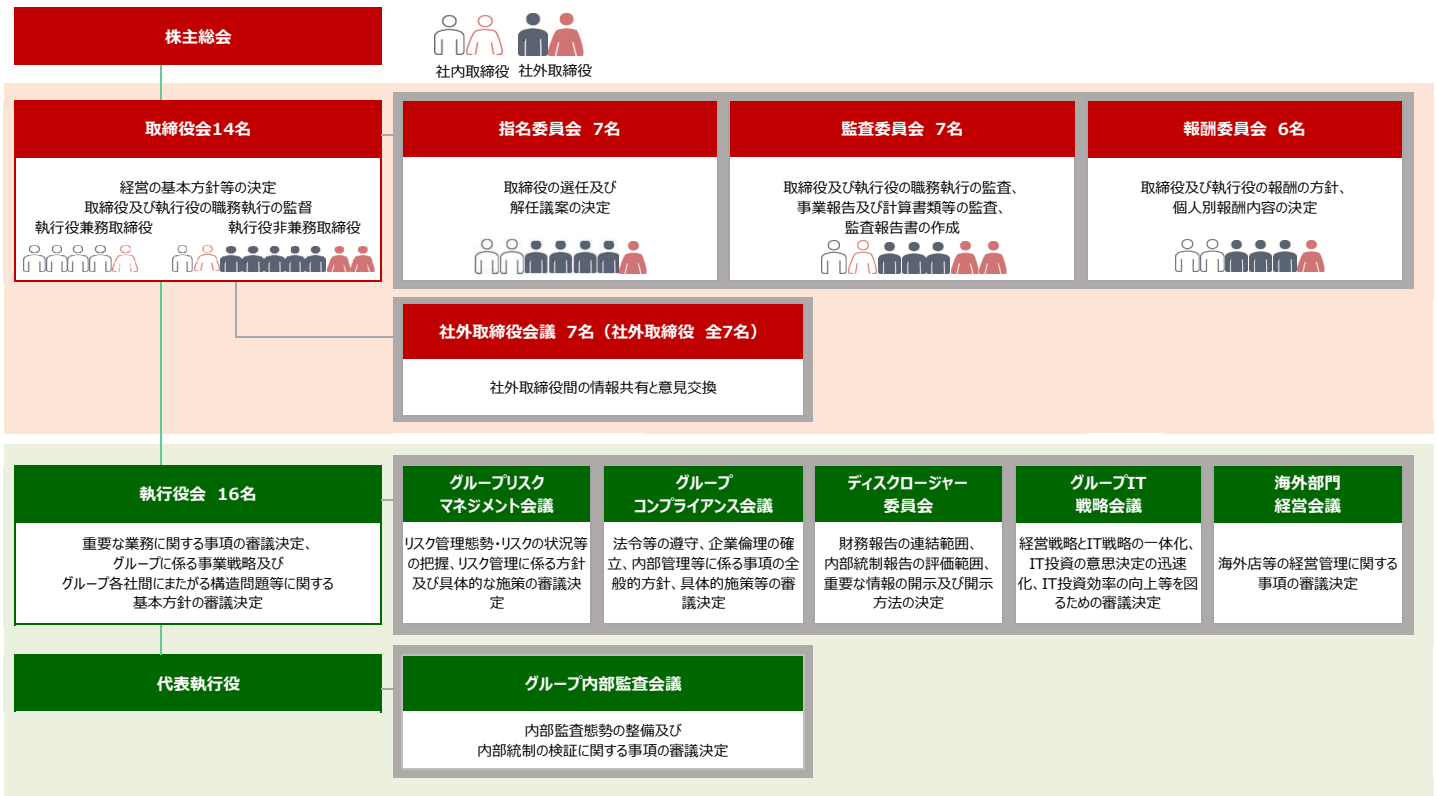 株主総会
社内取締役 社外取締役
取締役会14名
経営の基本方針等の決定
取締役及び執行役の職務執行の監督
執行役兼務取締役
執行役非兼務取締役
指名委員会 7名
取締役の選任及び
解任議案の決定
監査委員会 7名
取締役及び執行役の職務執行の監査、
事業報告及び計算書類等の監査、
監査報告書の作成
報酬委員会 6名
取締役及び執行役の報酬の方針、
個人別報酬内容の決定
社外取締役会議 7名（社外取締役 全7名）
社外取締役間の情報共有と意見交換
執行役会 16名
重要な業務に関する事項の審議決定、
グループに係る事業戦略及び
グループ各社間にまたがる構造問題等に関する
基本方針の審議決定
グループリスク
マネジメント会議
リスク管理態勢・リスクの状況等
の把握、リスク管理に係る方針
及び具体的な施策の審議決
定
グループ
コンプライアンス会議
法令等の遵守、企業倫理の確
立、内部管理等に係る事項の全
般的方針、具体的施策等の審
議決定
ディスクロージャー
委員会
財務報告の連結範囲、
内部統制報告の評価範囲、
重要な情報の開示及び開示
方法の決定
グループIT
戦略会議
経営戦略とIT戦略の一体化、
IT投資の意思決定の迅速
化、IT投資効率の向上等を図
るための審議決定
海外部門
経営会議
海外店等の経営管理に関する
事項の審議決定
代表執行役
グループ内部監査会議
内部監査態勢の整備及び
内部統制の検証に関する事項の審議決定